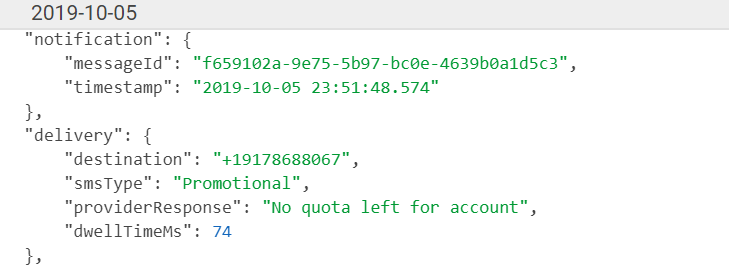 2019-10-05
"notification": {
"messageId": "f659102a-9e75-5b97-bc0e-4639b0a1d5c3",
"timestamp": "2019-10-05 23:51:48.574"
},
"delivery": {
"destination": "+19178688067",
"smsType": "Promotional",
"providerResponse": "No quota left for account",
"dwellTimeMs": 74
},